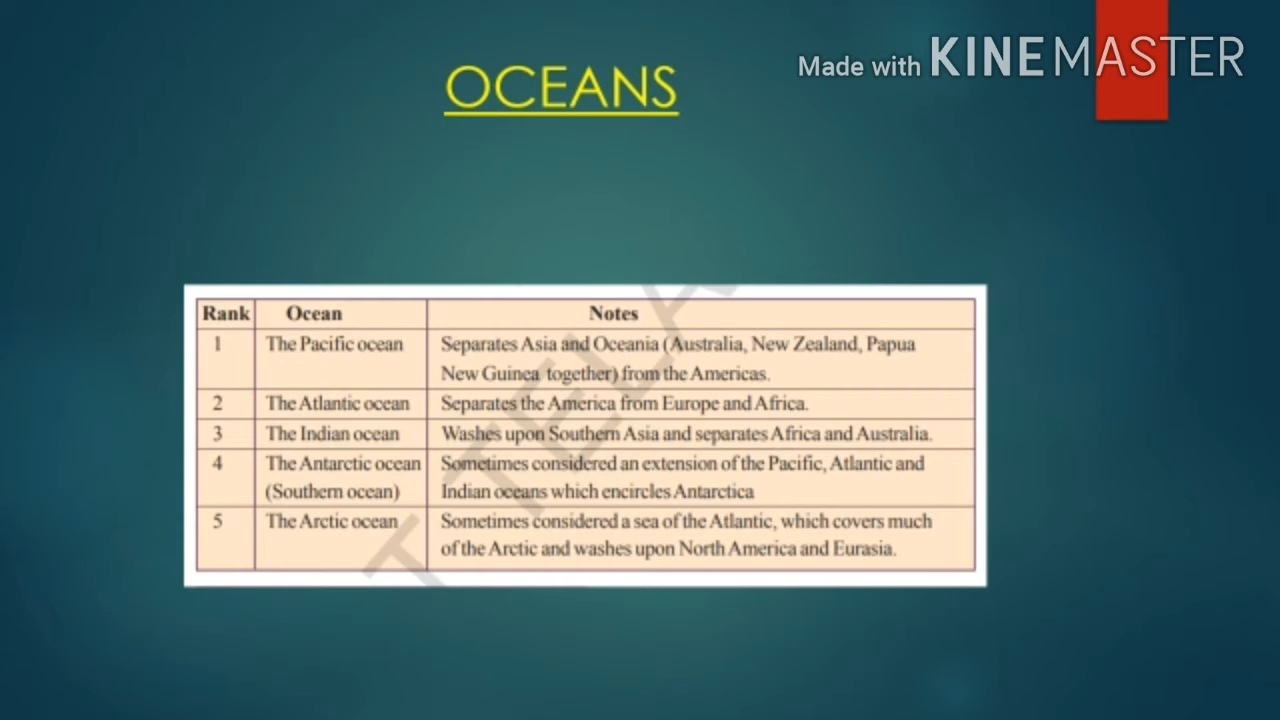 Made with KINEMASTER
OCEANS
Rank Ocean Notes
1 The Pacific ocean Separates Asia and Oceania (Australia, New Zealand, Papua
New Guinea together) from the Americas.
2 The Atlantic ocean Separates the America from Europe and Africa.
3 The Indian ocean Washes upon Southern Asia and separates Africa and Australia.
4 The Antarctic ocean Sometimes considered an extension of the Pacific, Atlantic and
(Southern ocean) Indian oceans which encircles Antarctica
5 The Arctic ocean Sometimes considered a sea of the Atlantic, which covers much
of the Arctic and washes upon North America and Eurasia.
T TELA